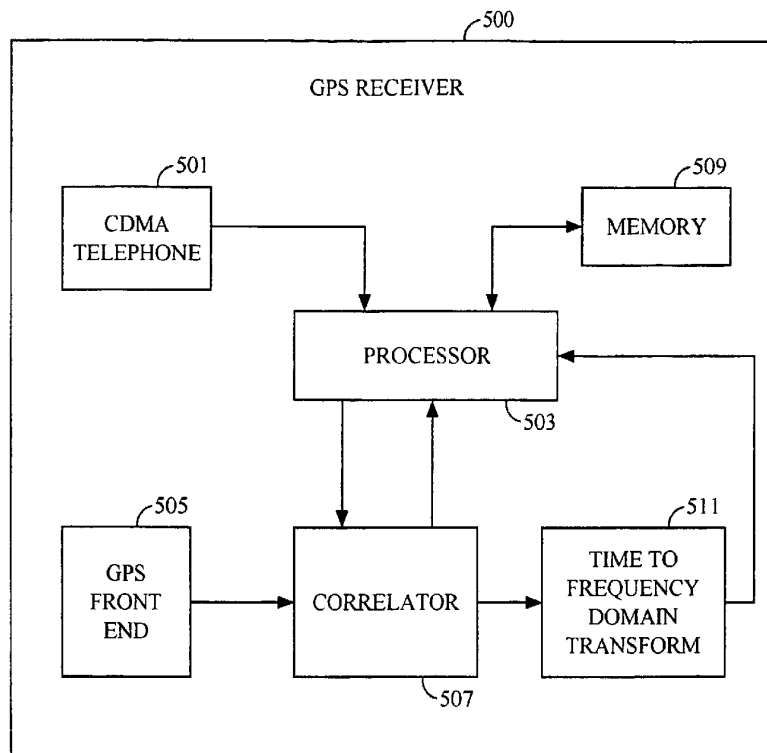 500
GPS RECEIVER
501
CDMA
TELEPHONE
509
MEMORY
PROCESSOR
503
505
GPS
FRONT
END
CORRELATOR
507
511
TIME TO
FREQUENCY
DOMAIN
TRANSFORM